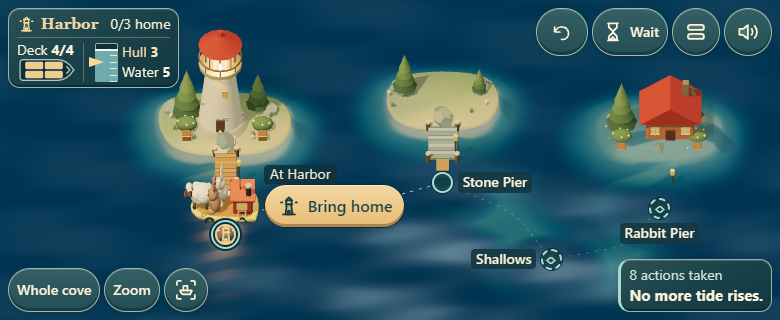 Harbor 0/3 home
Deck 4/4
Hull 3
Water 5
Wait
At Harbor
Bring home
Stone Pier
Shallows
Rabbit Pier
Whole cove
Zoom
8 actions taken
No more tide rises.